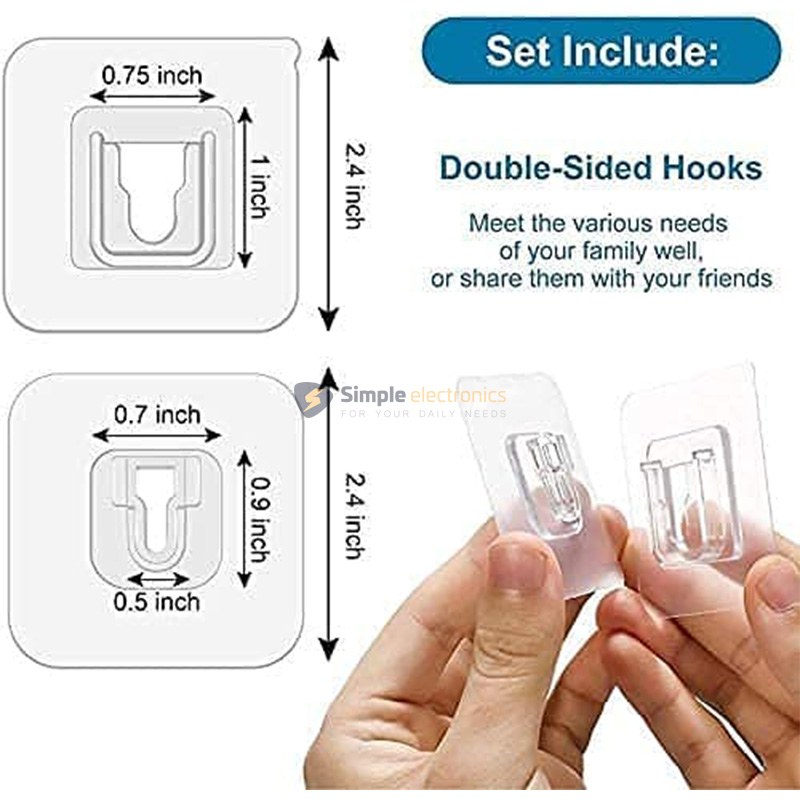 Set Include:
0.75 inch
1 inch
2.4 inch
Double-Sided Hooks
Meet the various needs
of your family well,
or share them with your friends
Simple electronics
FOR YOUR DAILY NEEDS
0.7 inch
0.9 inch
2.4 inch
0.5 inch